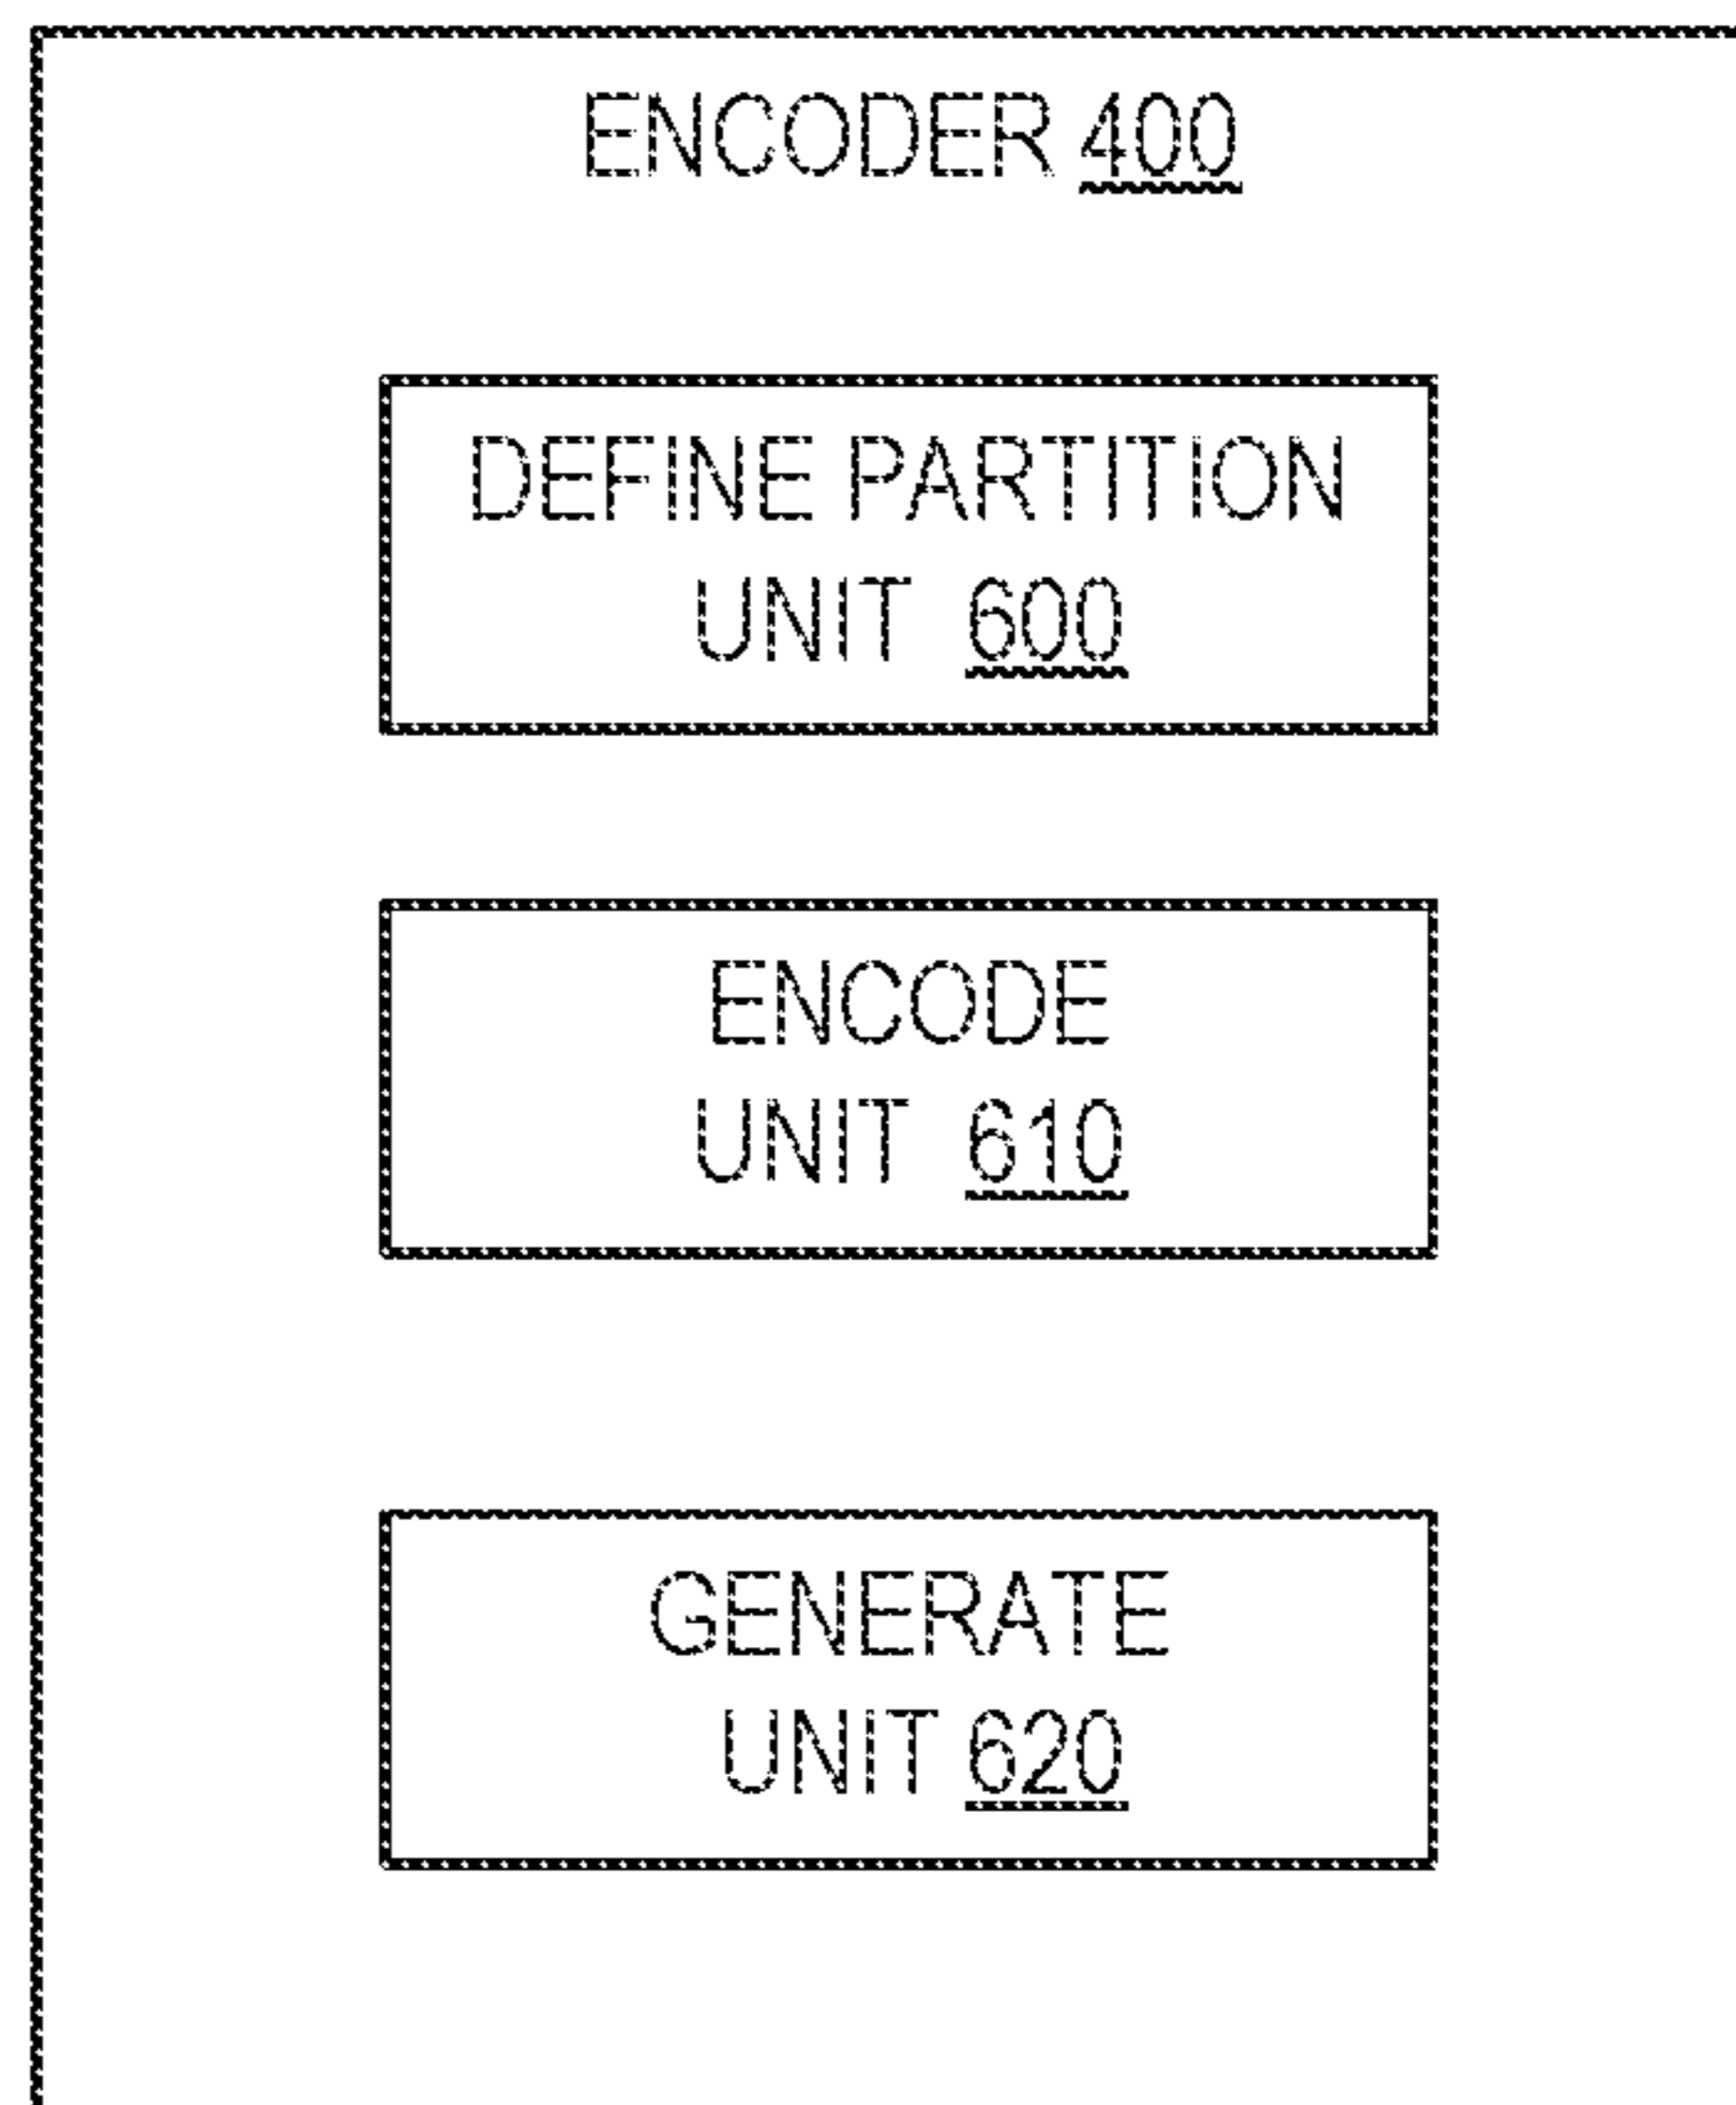 ENCODER 400
DEFINE PARTITION
UNIT 600
ENCODE
UNIT 610
GENERATE
UNIT 620